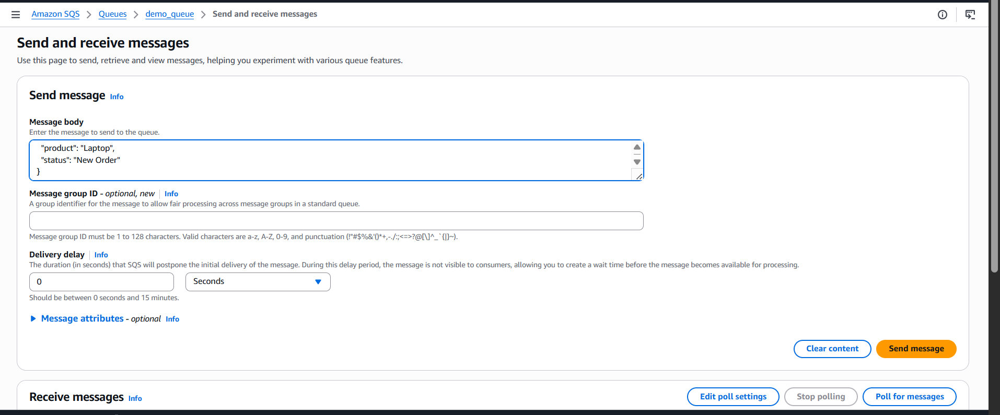 Amazon SQS > Queues > demo_queue > Send and receive messages
Send and receive messages
Use this page to send, retrieve and view messages, helping you experiment with various queue features.
Send message Info
Message body
Enter the message to send to the queue.
"product": "Laptop",
"status": "New Order"
}
Message group ID - optional, new Info
A group identifier for the message to allow fair processing across message groups in a standard queue.
Message group ID must be 1 to 128 characters. Valid characters are a-z, A-Z, 0-9, and punctuation (!"#$%&'()*+,-./:;<=>?@[\]^_`{|}~).
Delivery delay Info
The duration (in seconds) that SQS will postpone the initial delivery of the message. During this delay period, the message is not visible to consumers, allowing you to create a wait time before the message becomes available for processing.
0 Seconds
Should be between 0 seconds and 15 minutes.
Message attributes - optional Info
Clear content Send message
Receive messages Info Edit poll settings Stop polling Poll for messages